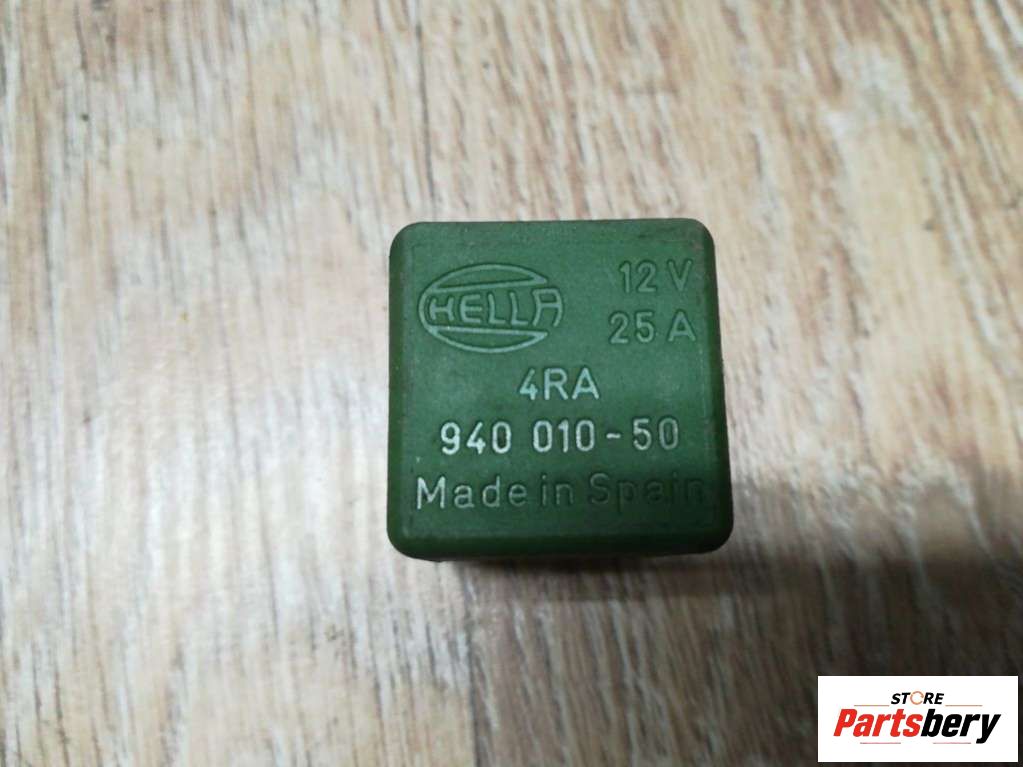 HELLA
12 V
25 A
4RA
940 010-50
Made in Spain
STORE
Partsbery